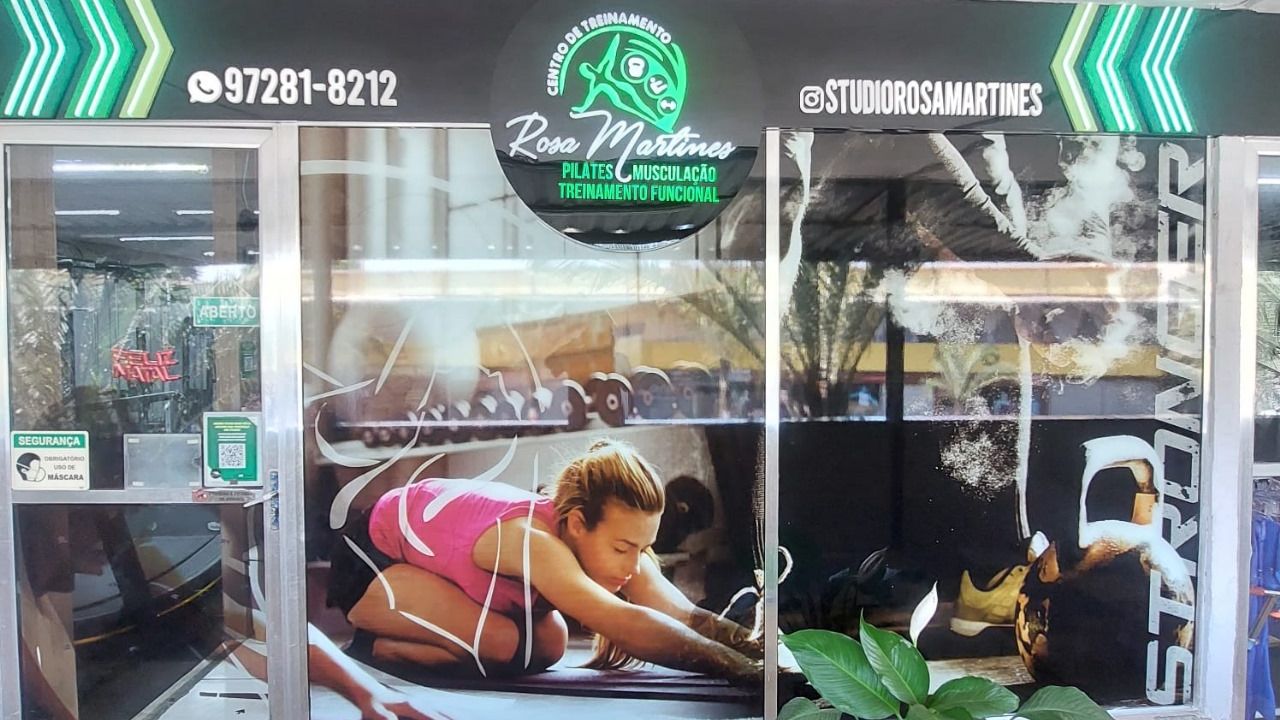 97281-8212
CENTRO DE TREINAMENTO
Rosa Martines
PILATES MUSCULAÇÃO
TREINAMENTO FUNCIONAL
STUDIOROSAMARTINES
ABERTO
FELIZ
NATAL
SEGURANÇA
OBRIGATÓRIO
USO DE
MÁSCARA
STRONGER